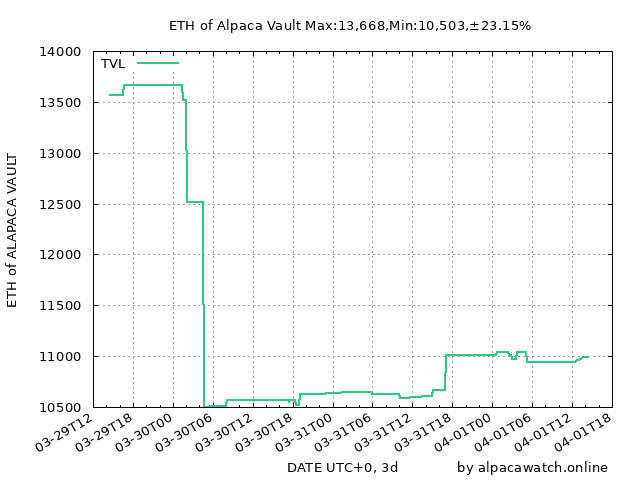 ETH of Alpaca Vault Max:13,668,Min:10,503,±23.15%
TVL
14000
13500
13000
12500
12000
11500
11000
10500
ETH of ALAPACA VAULT
03-29T12
03-29T18
03-30T00
03-30T06
03-30T12
03-30T18
03-31T00
03-31T06
03-31T12
03-31T18
04-01T00
04-01T06
04-01T12
04-01T18
DATE UTC+0, 3d
by alpacawatch.online